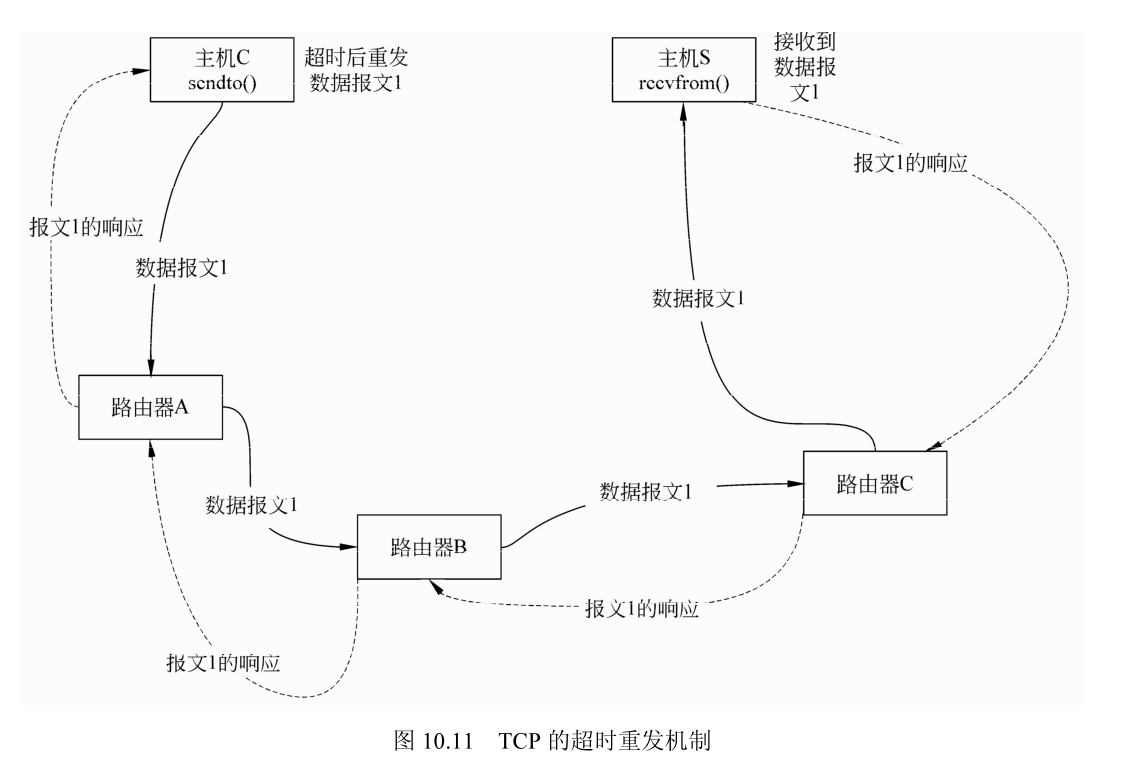 主机C
sendto()
超时后重发
数据报文1
主机S
recvfrom()
接收到
数据报
文1
报文1的响应
报文1的响应
数据报文1
数据报文1
路由器A
路由器C
数据报文1
数据报文1
路由器B
报文1的响应
报文1的响应
图 10.11 TCP 的超时重发机制